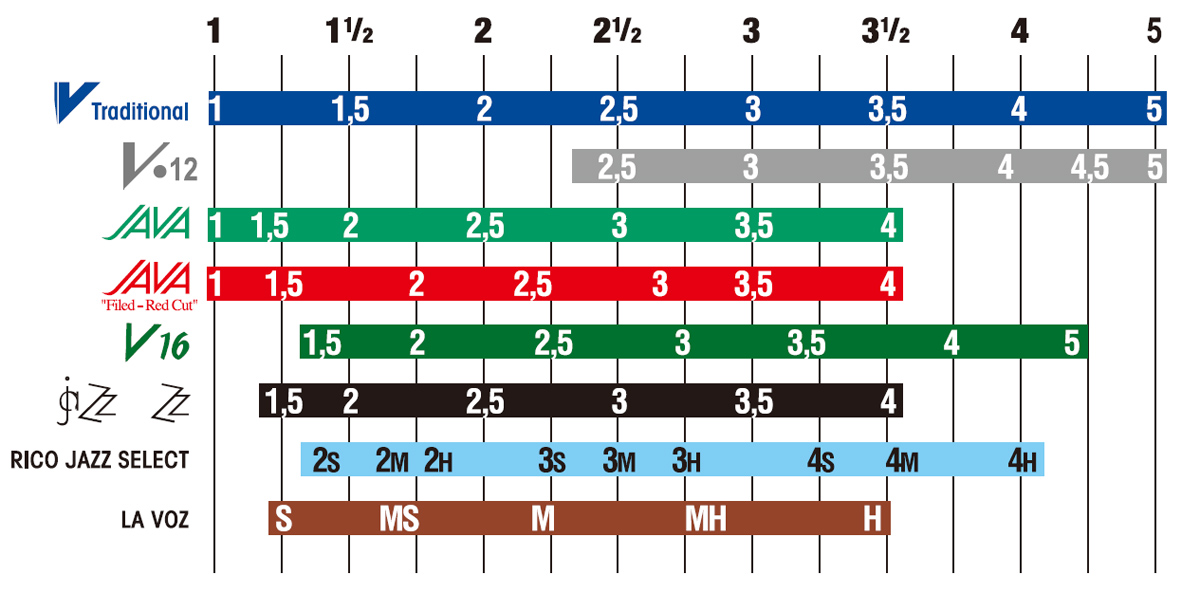 1 1½ 2 2½ 3 3½ 4 5
V Traditional 1 1,5 2 2,5 3 3,5 4 5
V•12 2,5 3 3,5 4 4,5 5
JAVA 1 1,5 2 2,5 3 3,5 4
JAVA 1 1,5 2 2,5 3 3,5 4
"Filed – Red Cut"
V16 1,5 2 2,5 3 3,5 4 5
jaZZ ZZ 1,5 2 2,5 3 3,5 4
RICO JAZZ SELECT 2S 2M 2H 3S 3M 3H 4S 4M 4H
LA VOZ S MS M MH H